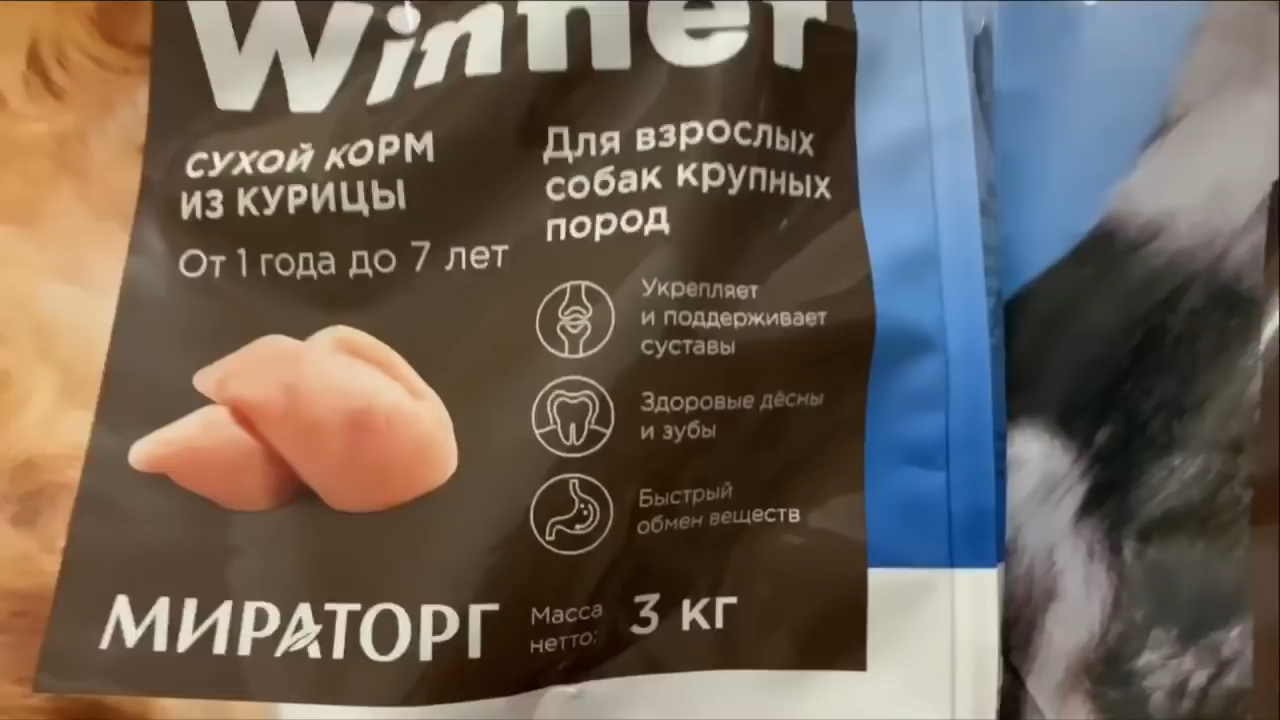 Winner
СУХОЙ КОРМ
ИЗ КУРИЦЫ
От 1 года до 7 лет
Для взрослых
собак крупных
пород
Укрепляет
и поддерживает
суставы
Здоровые дёсны
и зубы
Быстрый
обмен веществ
МИРАТОРГ
Масса
нетто:
3 кг